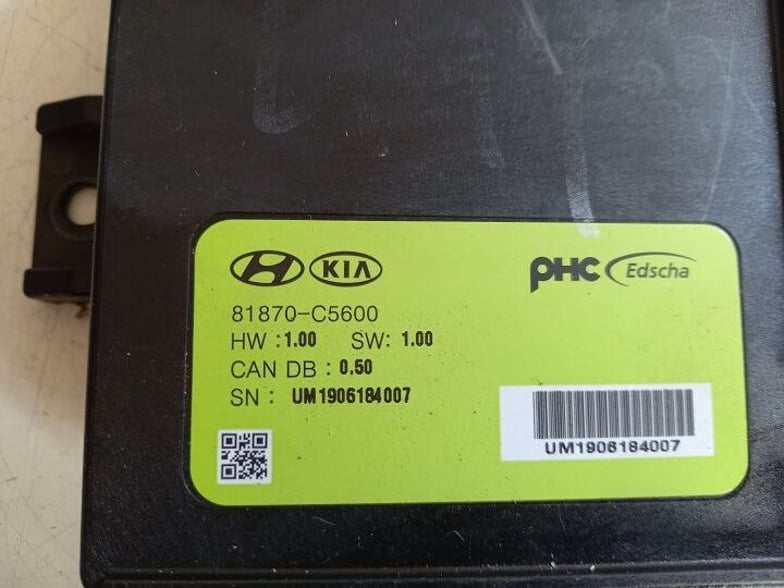 KIA
PHC Edscha
81870-C5600
HW : 1.00 SW: 1.00
CAN DB : 0.50
SN : UM1906184007
UM1906184007